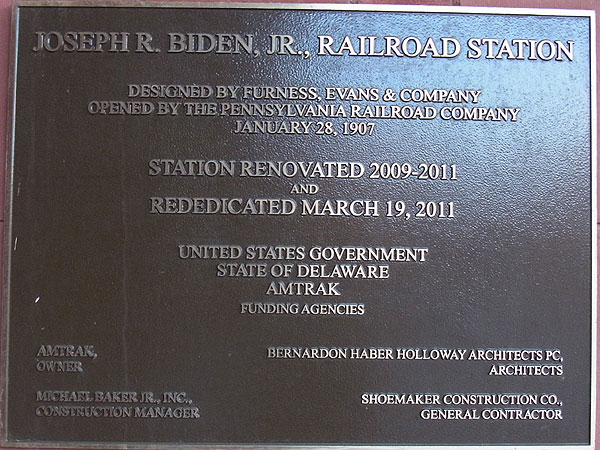 JOSEPH R. BIDEN, JR., RAILROAD STATION
DESIGNED BY FURNESS, EVANS & COMPANY
OPENED BY THE PENNSYLVANIA RAILROAD COMPANY
JANUARY 28, 1907
STATION RENOVATED 2009-2011
AND
REDEDICATED MARCH 19, 2011
UNITED STATES GOVERNMENT
STATE OF DELAWARE
AMTRAK
FUNDING AGENCIES
AMTRAK,
OWNER
BERNARDON HABER HOLLOWAY ARCHITECTS PC,
ARCHITECTS
MICHAEL BAKER JR., INC.,
CONSTRUCTION MANAGER
SHOEMAKER CONSTRUCTION CO.,
GENERAL CONTRACTOR